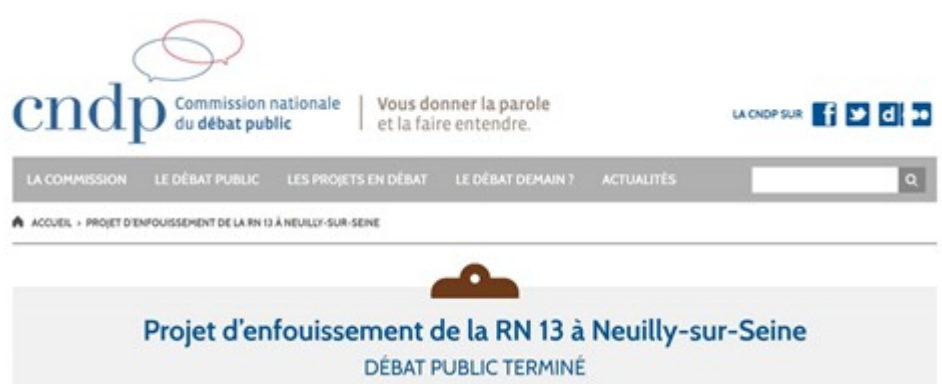 cndp Commission nationale du débat public
Vous donner la parole et la faire entendre.
LA CNDP SUR
LA COMMISSION LE DÉBAT PUBLIC LES PROJETS EN DÉBAT LE DÉBAT DEMAIN ? ACTUALITÉS
ACCUEIL > PROJET D'ENFOUISSEMENT DE LA RN 13 À NEUILLY-SUR-SEINE
Projet d'enfouissement de la RN 13 à Neuilly-sur-Seine
DÉBAT PUBLIC TERMINÉ